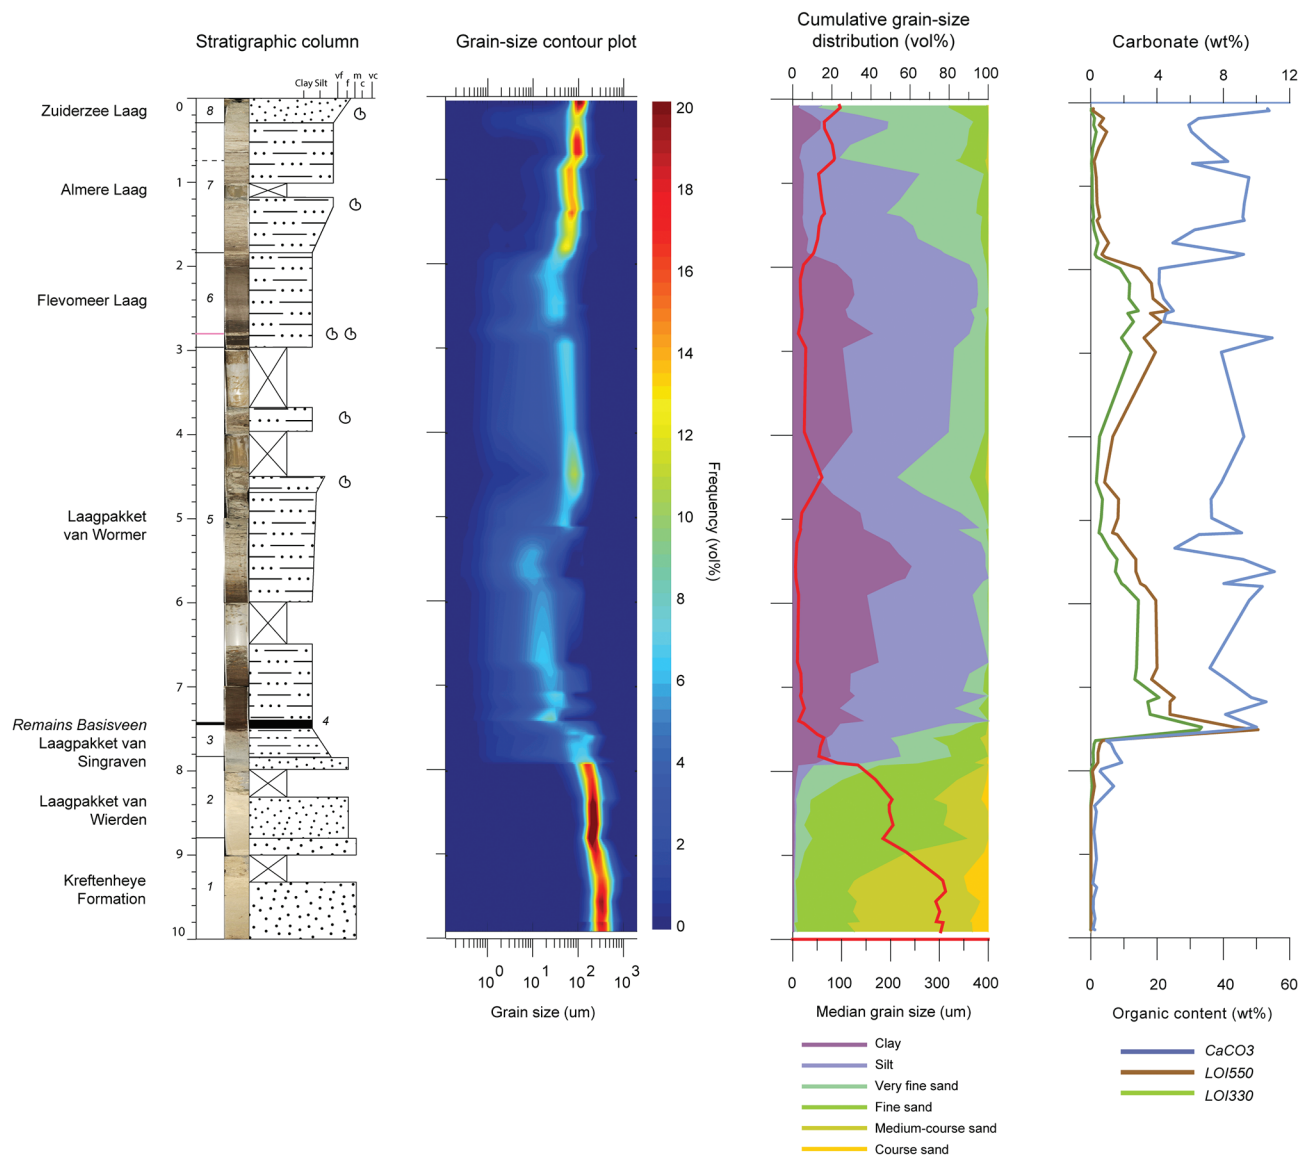 Stratigraphic column
Grain-size contour plot
Cumulative grain-size
distribution (vol%)
Carbonate (wt%)
Clay Silt vf f m c vc
0 20 40 60 80 100
0 4 8 12
Zuiderzee Laag
Almere Laag
Flevomeer Laag
Laagpakket
van Wormer
Remains Basisveen
Laagpakket van
Singraven
Laagpakket van
Wierden
Kreftenheye
Formation
0
1
2
3
4
5
6
7
8
9
10
8
7
6
5
4
3
2
1
20
18
16
14
12
10
8
6
4
2
0
Frequency (vol%)
10^0 10^1 10^2 10^3
Grain size (um)
0 100 200 300 400
Median grain size (um)
Clay
Silt
Very fine sand
Fine sand
Medium-course sand
Course sand
0 20 40 60
Organic content (wt%)
CaCO3
LOI550
LOI330